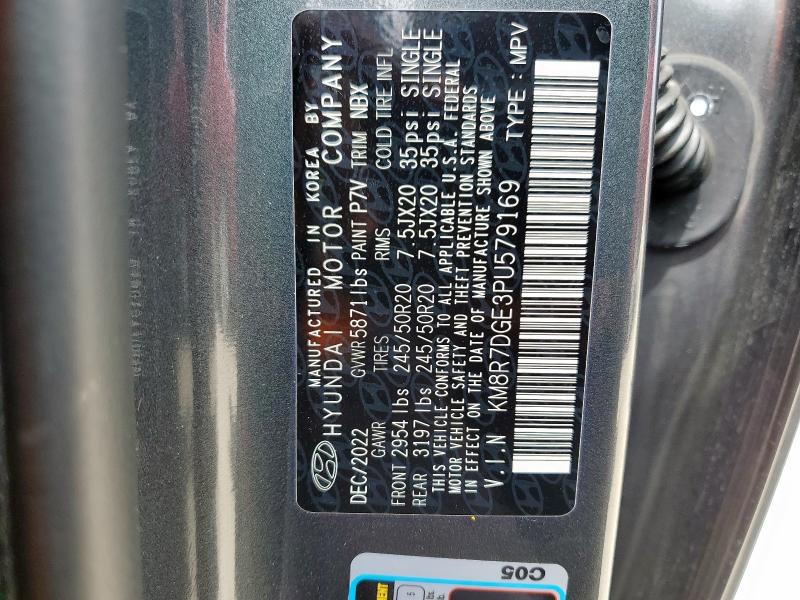 MANUFACTURED IN KOREA BY
HYUNDAI MOTOR COMPANY
DEC/2022 GVWR 5871 lbs PAINT P7V TRIM NBX
GAWR TIRES RIMS COLD TIRE INFL
FRONT 2954 lbs 245/50R20 7.5JX20 35psi SINGLE
REAR 3197 lbs 245/50R20 7.5JX20 35psi SINGLE
THIS VEHICLE CONFORMS TO ALL APPLICABLE U.S.A. FEDERAL
MOTOR VEHICLE SAFETY AND THEFT PREVENTION STANDARDS
IN EFFECT ON THE DATE OF MANUFACTURE SHOWN ABOVE
V.I.N KM8R7DGE3PU579169 TYPE : MPV
C05